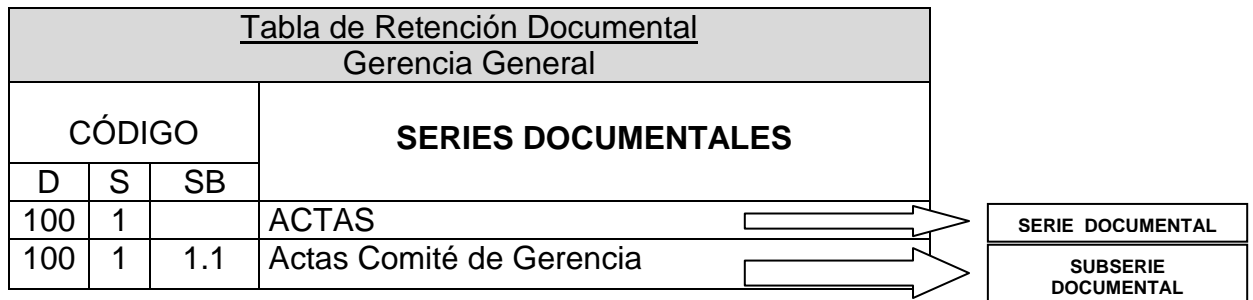 Tabla de Retención Documental
Gerencia General
CÓDIGO
SERIES DOCUMENTALES
D S SB
100 1 ACTAS
SERIE DOCUMENTAL
100 1 1.1 Actas Comité de Gerencia
SUBSERIE
DOCUMENTAL